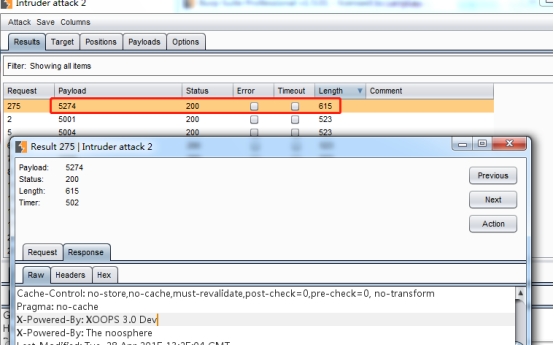 Intruder attack 2
Attack Save Columns
Results Target Positions Payloads Options
Filter: Showing all items
Request Payload Status Error Timeout Length Comment
275 5274 200 615
2 5001 200 523
5 5004 200 523
Result 275 | Intruder attack 2
Payload: 5274
Status: 200
Length: 615
Timer: 502
Previous
Next
Action
Request Response
Raw Headers Hex
Cache-Control: no-store,no-cache,must-revalidate,post-check=0,pre-check=0, no-transform
Pragma: no-cache
X-Powered-By: XOOPS 3.0 Dev
X-Powered-By: The noosphere